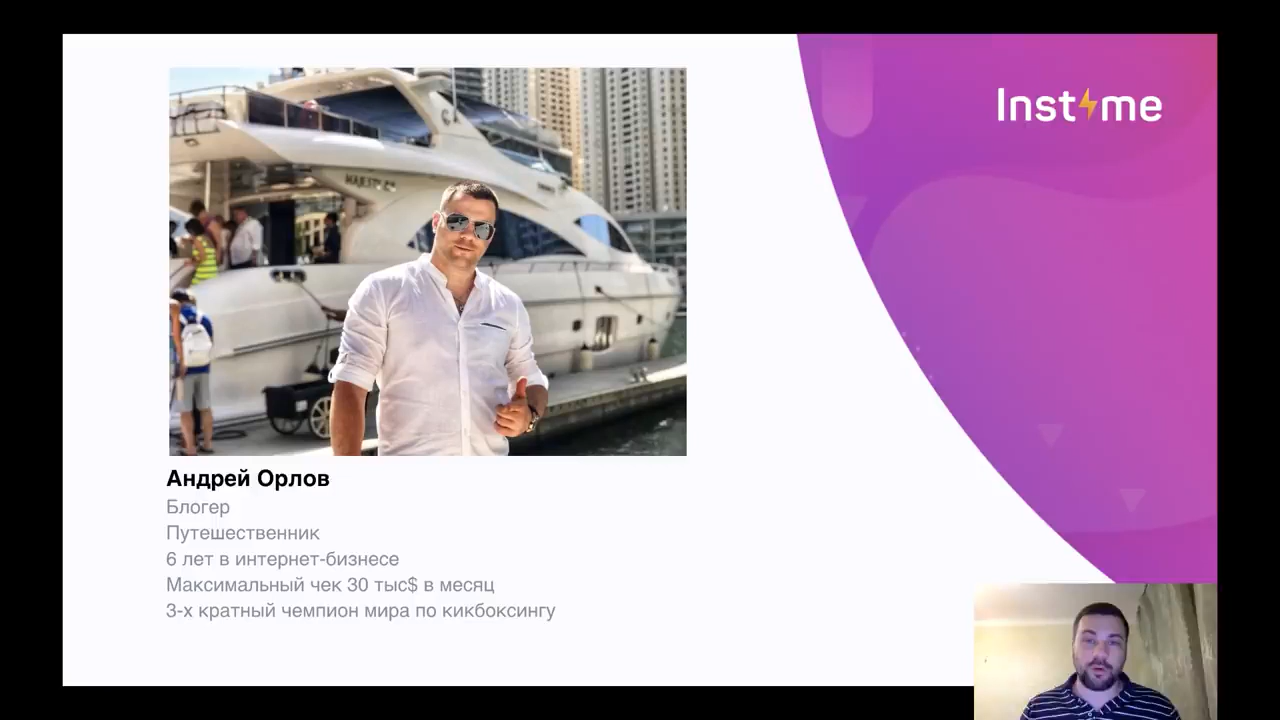 Inst⚡me
Андрей Орлов
Блогер
Путешественник
6 лет в интернет-бизнесе
Максимальный чек 30 тыс$ в месяц
3-х кратный чемпион мира по кикбоксингу